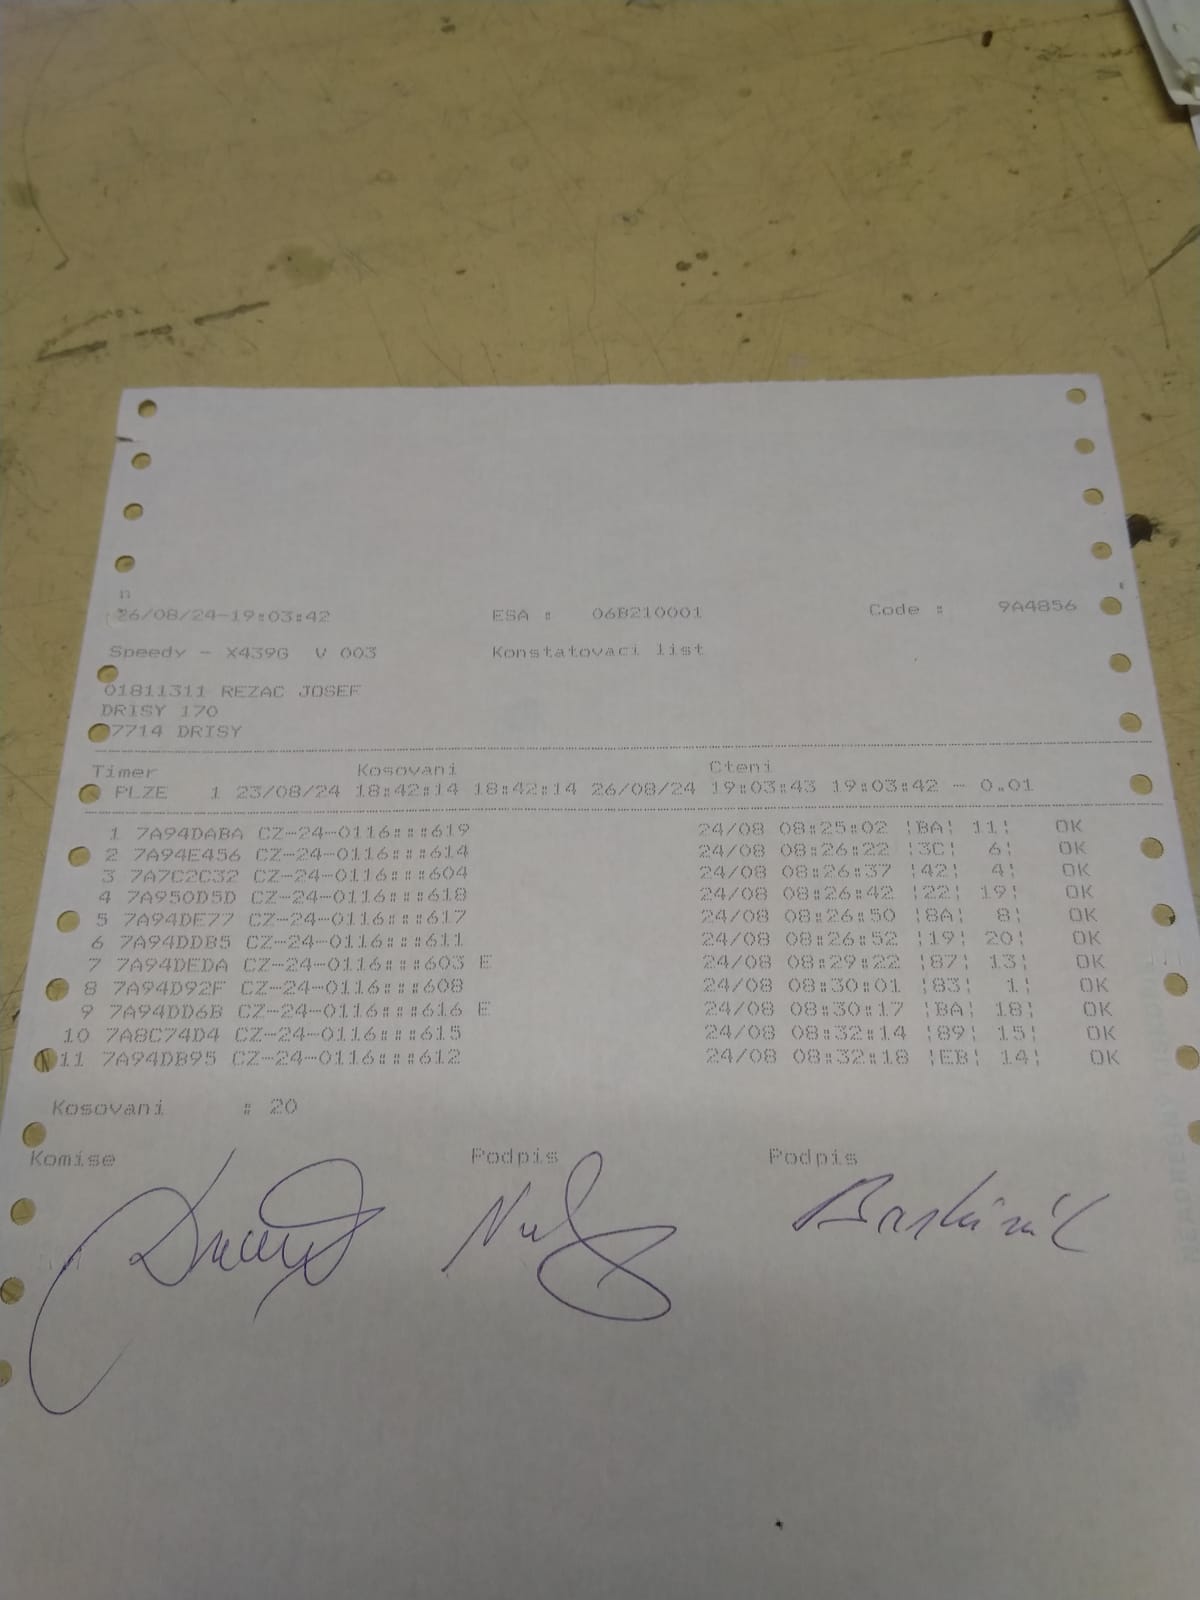 26/08/24-19:03:42 ESA : 06B210001 Code : 9A4856
Speedy - X439G V 003 Konstatovaci list
01811311 REZAC JOSEF
DRISY 170
7714 DRISY
Timer Kosovani Cteni
PLZE 1 23/08/24 18:42:14 18:42:14 26/08/24 19:03:43 19:03:42 - 0.01
1 7A94DABA CZ-24-0116:::619 24/08 08:25:02 ¦BA¦ 11¦ OK
2 7A94E456 CZ-24-0116:::614 24/08 08:26:22 ¦3C¦ 6¦ OK
3 7A7C2C32 CZ-24-0116:::604 24/08 08:26:37 ¦42¦ 4¦ OK
4 7A950D5D CZ-24-0116:::618 24/08 08:26:42 ¦22¦ 19¦ OK
5 7A94DE77 CZ-24-0116:::617 24/08 08:26:50 ¦8A¦ 8¦ OK
6 7A94DDB5 CZ-24-0116:::611 24/08 08:26:52 ¦19¦ 20¦ OK
7 7A94DEDA CZ-24-0116:::603 E 24/08 08:29:22 ¦87¦ 13¦ OK
8 7A94D92F CZ-24-0116:::608 24/08 08:30:01 ¦83¦ 1¦ OK
9 7A94DD6B CZ-24-0116:::616 E 24/08 08:30:17 ¦BA¦ 18¦ OK
10 7A8C74D4 CZ-24-0116:::615 24/08 08:32:14 ¦89¦ 15¦ OK
11 7A94DB95 CZ-24-0116:::612 24/08 08:32:18 ¦EB¦ 14¦ OK
Kosovani : 20
Komise Podpis Podpis